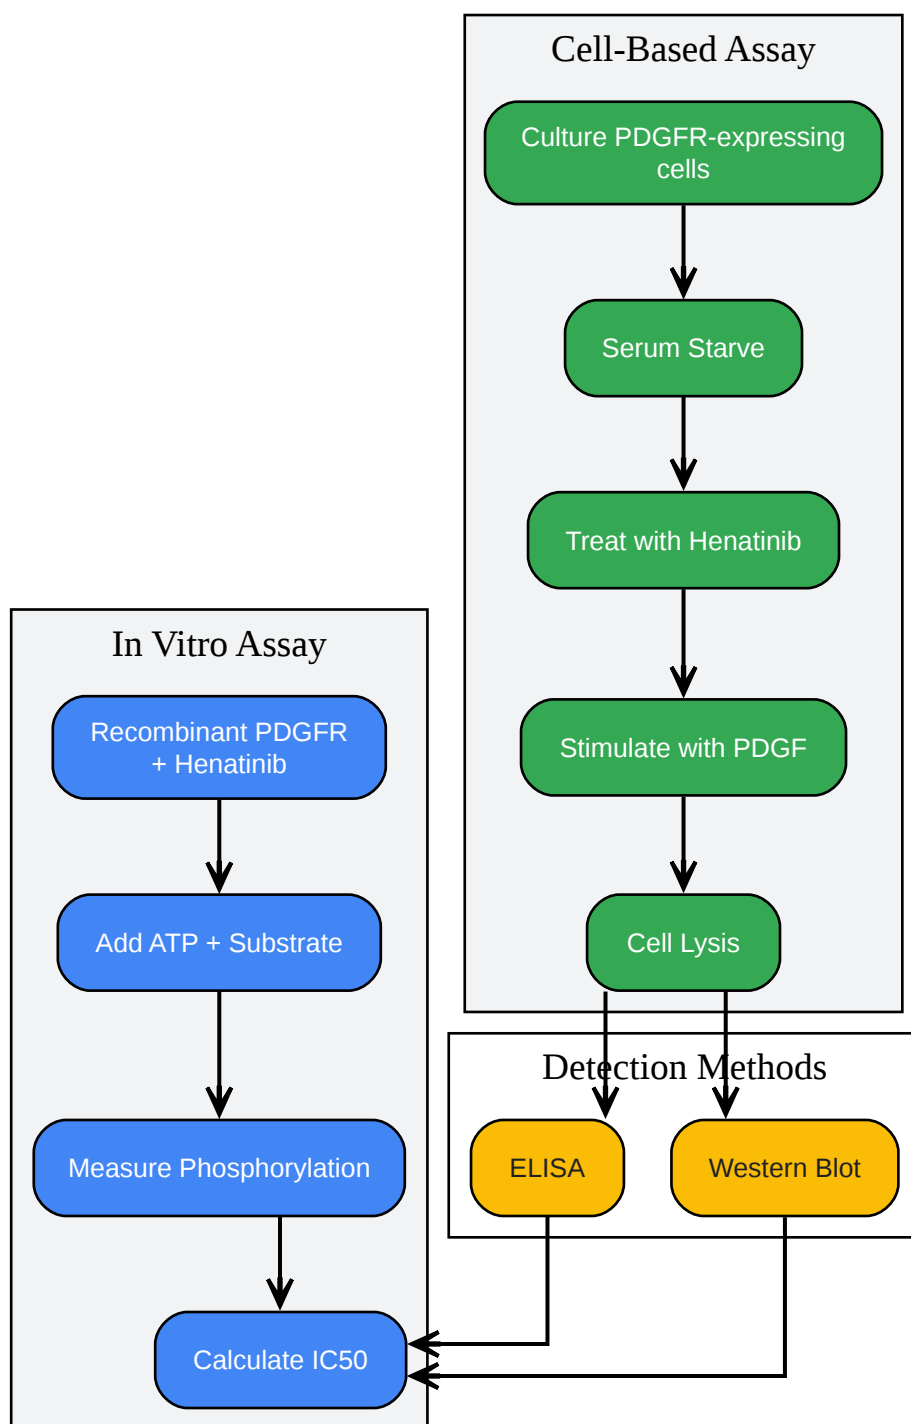 Cell-Based Assay
Culture PDGFR-expressing
cells
Serum Starve
Treat with Henatinib
Stimulate with PDGF
Cell Lysis
In Vitro Assay
Recombinant PDGFR
+ Henatinib
Add ATP + Substrate
Measure Phosphorylation
Calculate IC50
Detection Methods
ELISA
Western Blot